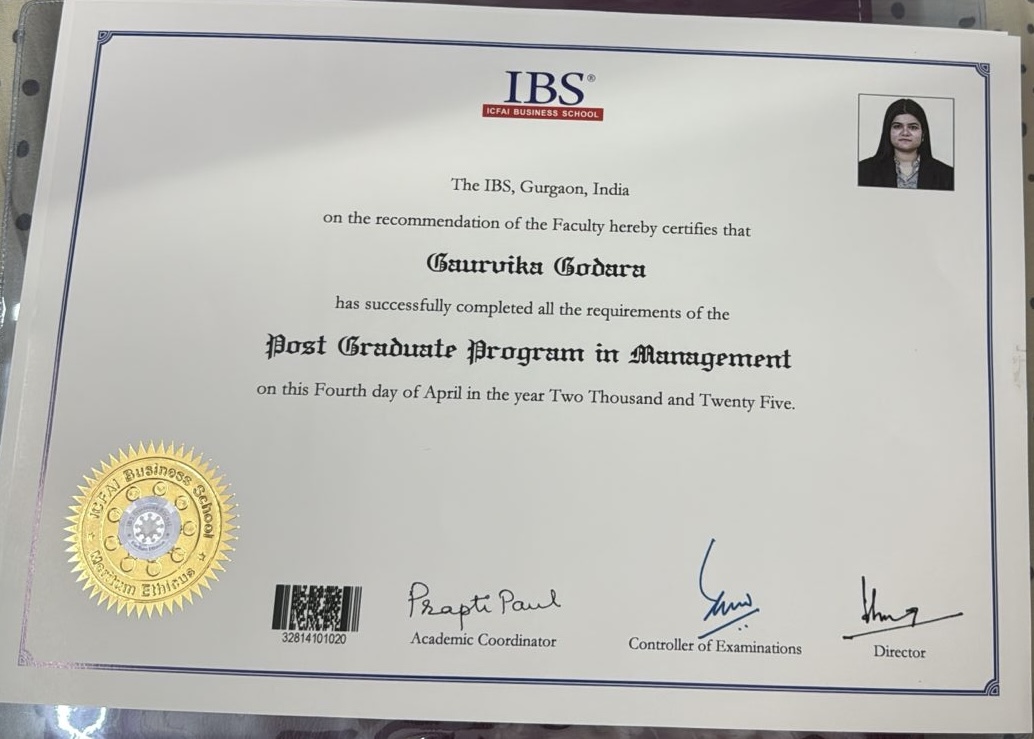 IBS®
ICFAI BUSINESS SCHOOL
The IBS, Gurgaon, India
on the recommendation of the Faculty hereby certifies that
Gaurvika Godara
has successfully completed all the requirements of the
Post Graduate Program in Management
on this Fourth day of April in the year Two Thousand and Twenty Five.
ICFAI Business School
Meritum Ethicus
32814101020
Prapti Paul
Academic Coordinator
Controller of Examinations
Director